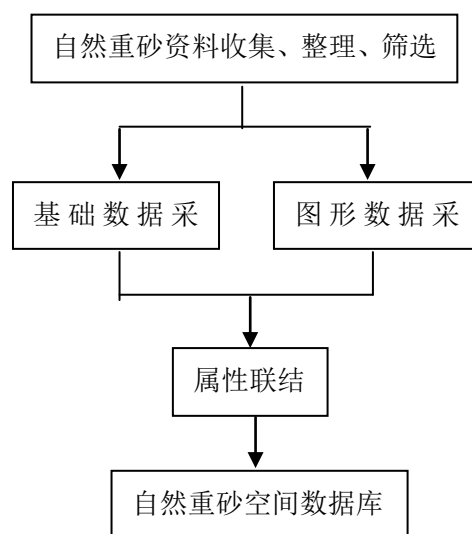 自然重砂资料收集、整理、筛选
基础数据采
图形数据采
属性联结
自然重砂空间数据库